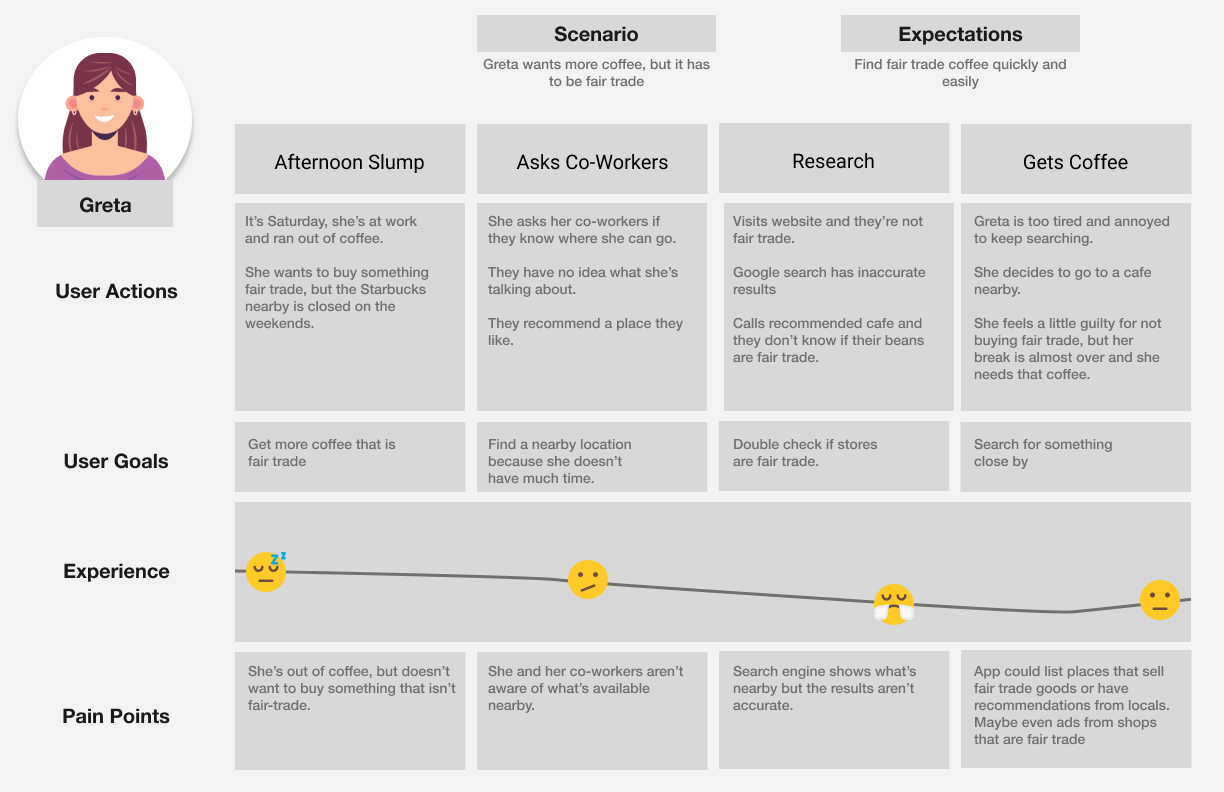 Scenario
Greta wants more coffee, but it has
to be fair trade
Expectations
Find fair trade coffee quickly and
easily
Greta
Afternoon Slump
Asks Co-Workers
Research
Gets Coffee
User Actions
It’s Saturday, she’s at work
and ran out of coffee.
She wants to buy something
fair trade, but the Starbucks
nearby is closed on the
weekends.
She asks her co-workers if
they know where she can go.
They have no idea what she’s
talking about.
They recommend a place they
like.
Visits website and they’re not
fair trade.
Google search has inaccurate
results
Calls recommended cafe and
they don’t know if their beans
are fair trade.
Greta is too tired and annoyed
to keep searching.
She decides to go to a cafe
nearby.
She feels a little guilty for not
buying fair trade, but her
break is almost over and she
needs that coffee.
User Goals
Get more coffee that is
fair trade
Find a nearby location
because she doesn’t
have much time.
Double check if stores
are fair trade.
Search for something
close by
Experience
Pain Points
She’s out of coffee, but doesn’t
want to buy something that isn’t
fair-trade.
She and her co-workers aren’t
aware of what’s available
nearby.
Search engine shows what’s
nearby but the results aren’t
accurate.
App could list places that sell
fair trade goods or have
recommendations from locals.
Maybe even ads from shops
that are fair trade